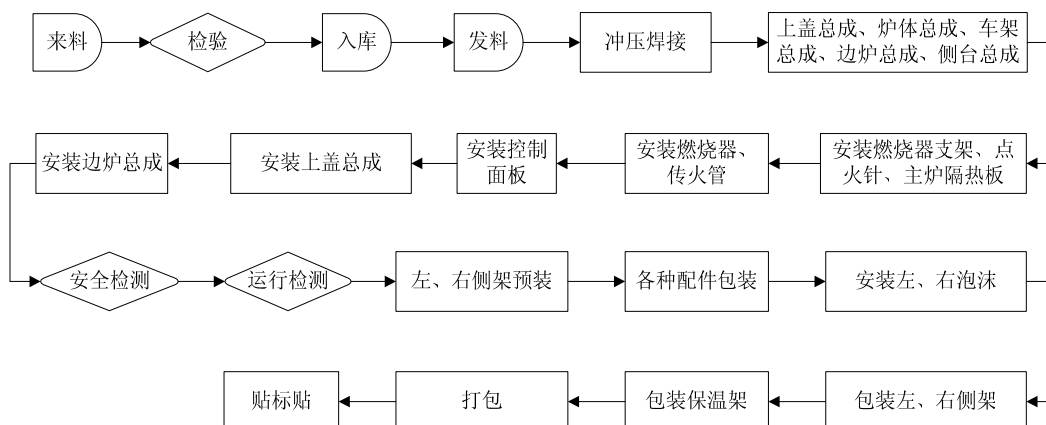 来料
检验
入库
发料
冲压焊接
上盖总成、炉体总成、车架
总成、边炉总成、侧台总成
安装边炉总成
安装上盖总成
安装控制
面板
安装燃烧器、
传火管
安装燃烧器支架、点
火针、主炉隔热板
安全检测
运行检测
左、右侧架预装
各种配件包装
安装左、右泡沫
贴标贴
打包
包装保温架
包装左、右侧架